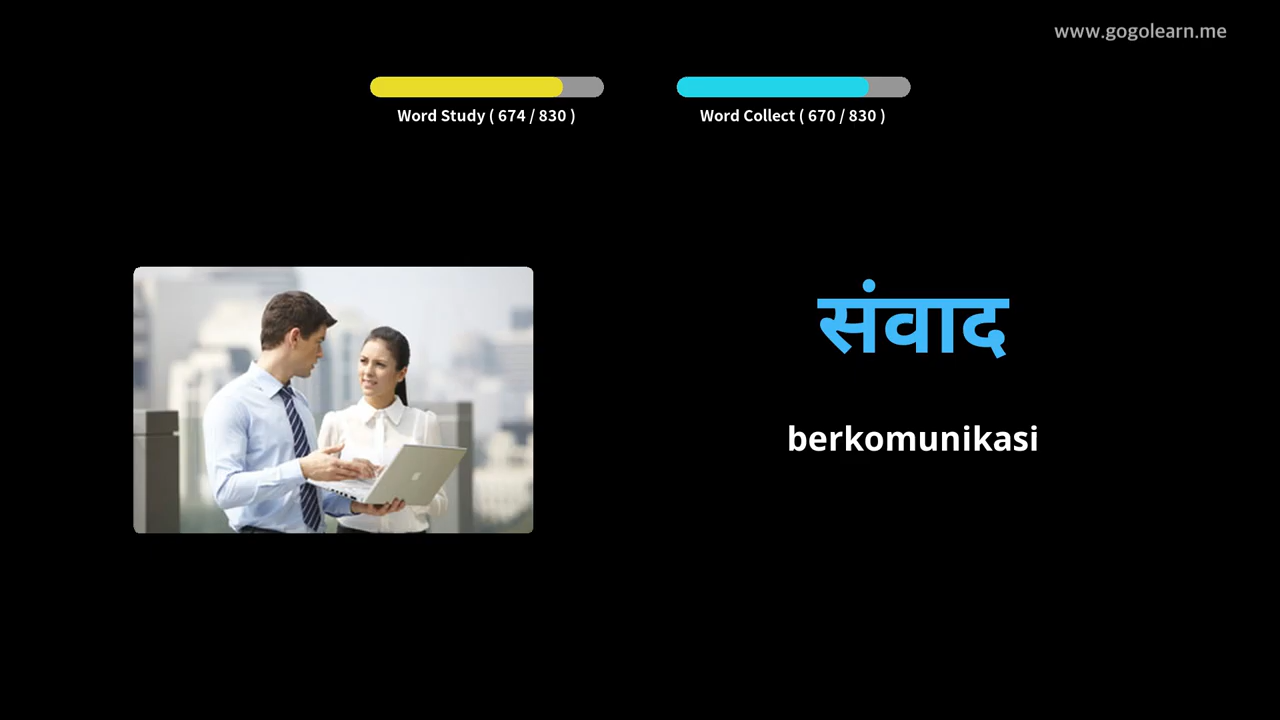 www.gogolearn.me
Word Study ( 674 / 830 )
Word Collect ( 670 / 830 )
संवाद
berkomunikasi